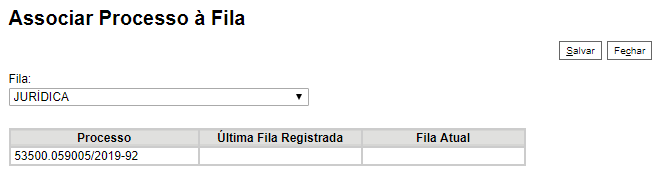 Associar Processo à Fila
Salvar Fechar
Fila:
JURÍDICA
Processo Última Fila Registrada Fila Atual
53500.059005/2019-92